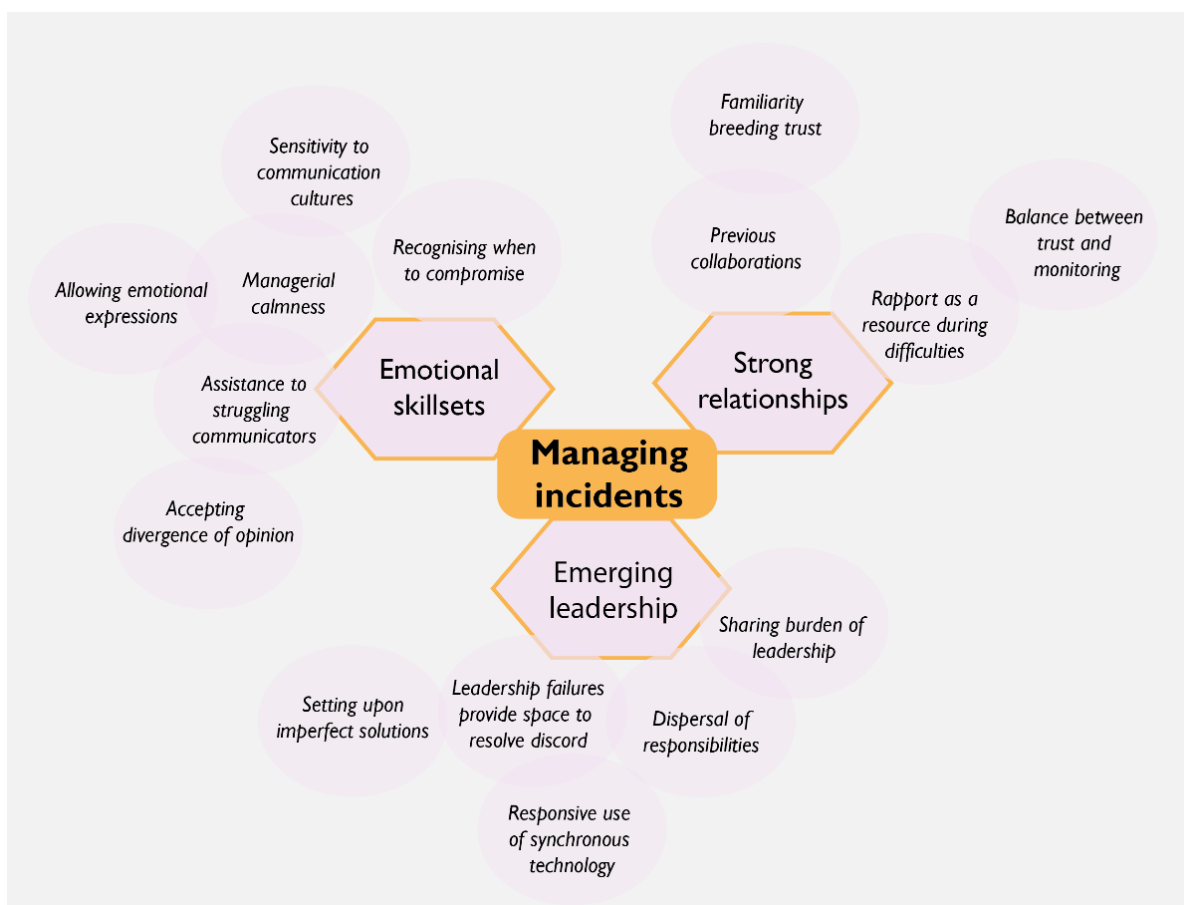 Familiarity
breeding trust
Sensitivity to
communication
cultures
Balance between
trust and
monitoring
Recognising when
to compromise
Previous
collaborations
Allowing emotional
expressions
Managerial
calmness
Rapport as a
resource during
difficulties
Emotional
skillsets
Strong
relationships
Assistance to
struggling
communicators
Managing
incidents
Accepting
divergence of opinion
Emerging
leadership
Sharing burden of
leadership
Setting upon
imperfect solutions
Leadership failures
provide space to
resolve discord
Dispersal of
responsibilities
Responsive use
of synchronous
technology